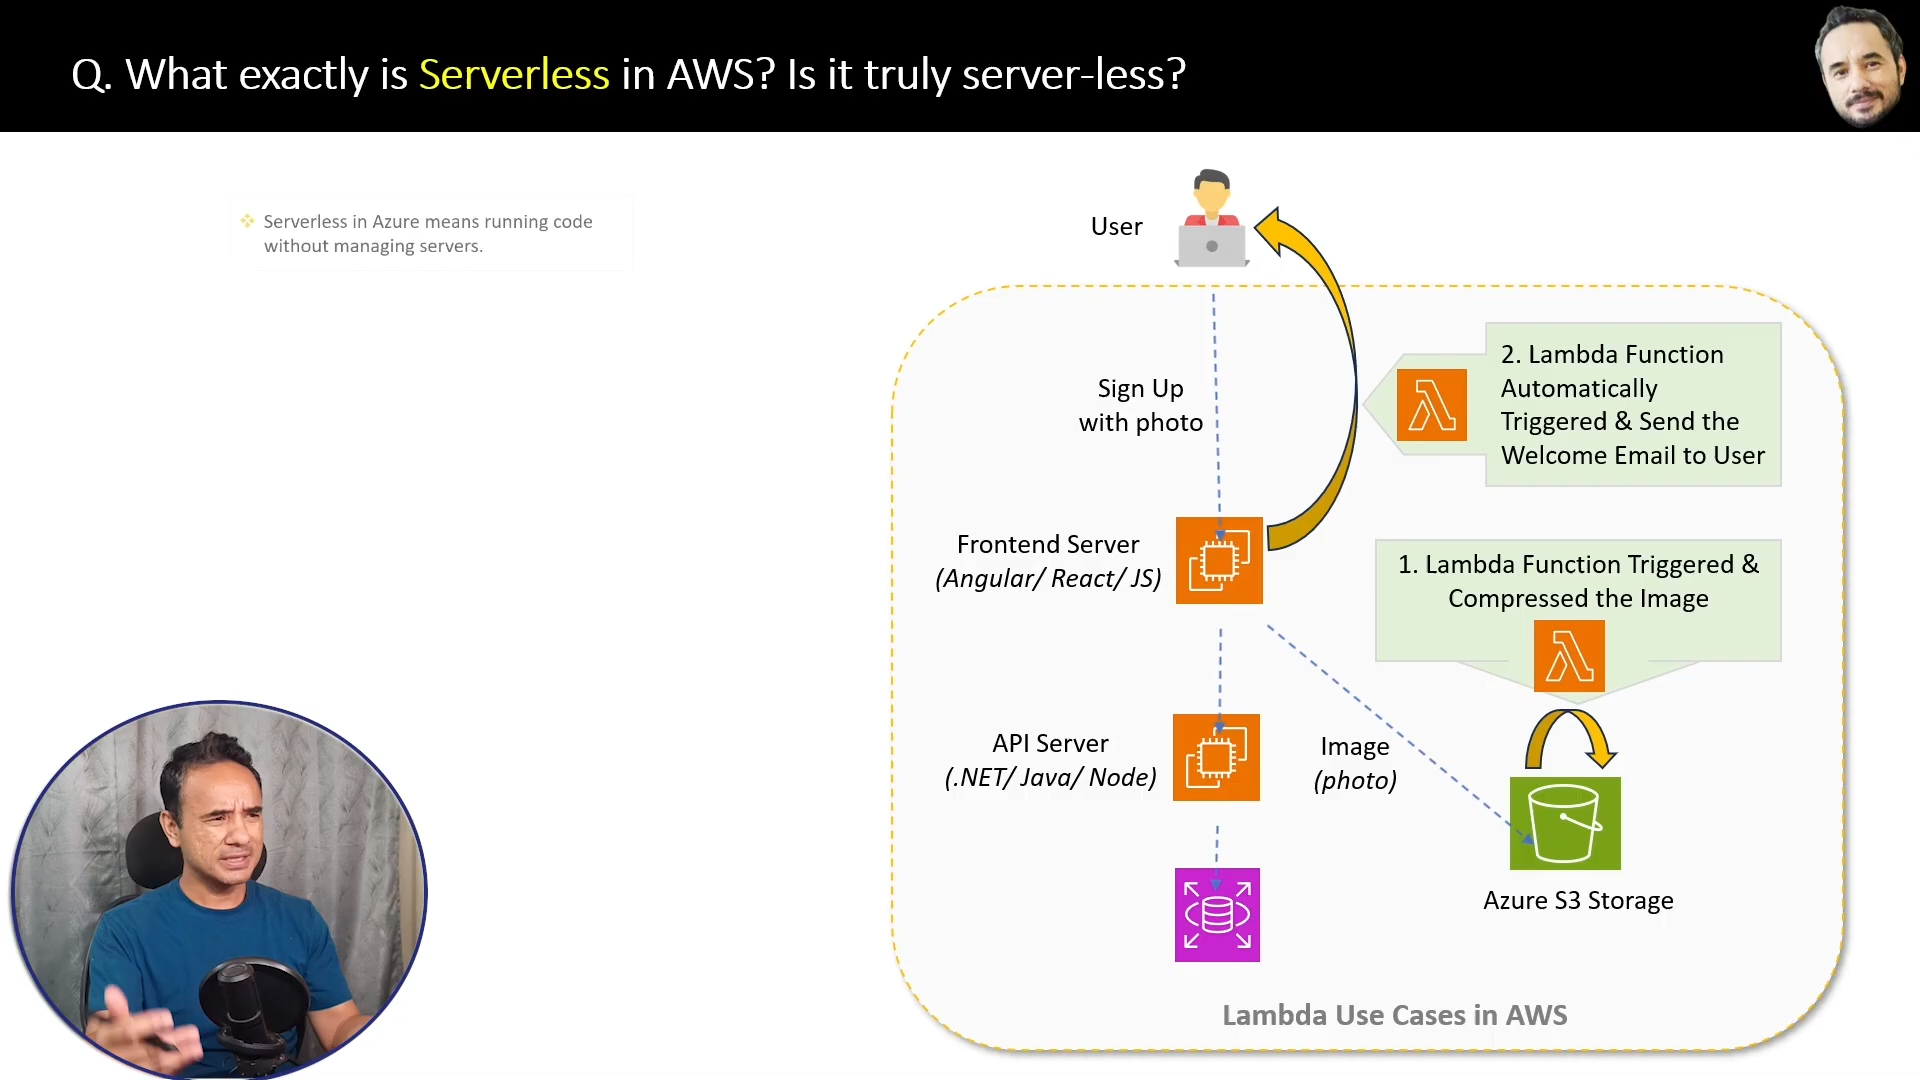 Q. What exactly is Serverless in AWS? Is it truly server-less?
Serverless in Azure means running code
without managing servers.
User
Sign Up
with photo
2. Lambda Function
Automatically
Triggered & Send the
Welcome Email to User
Frontend Server
(Angular/ React/ JS)
1. Lambda Function Triggered &
Compressed the Image
API Server
(.NET/ Java/ Node)
Image
(photo)
Azure S3 Storage
Lambda Use Cases in AWS